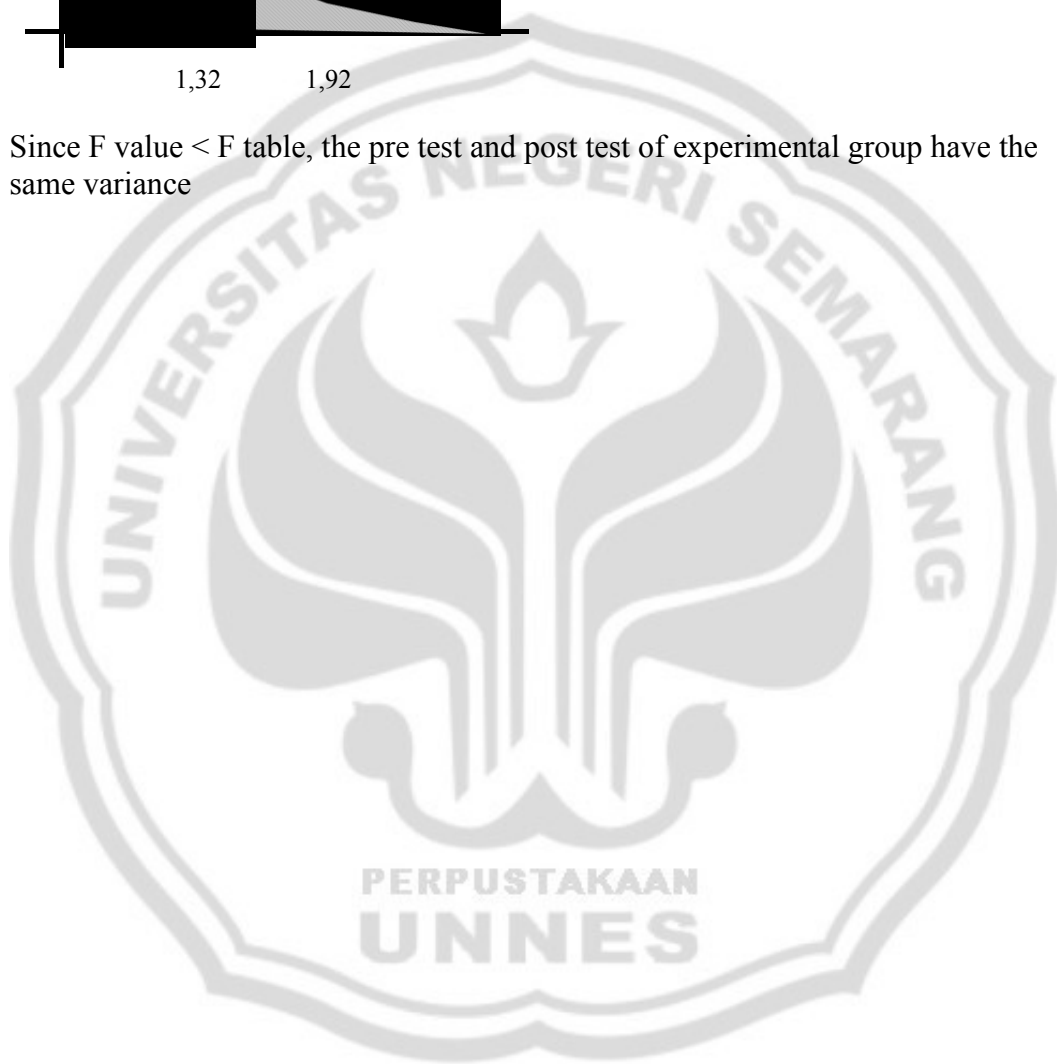 1,32 1,92
Since F value < F table, the pre test and post test of experimental group have the
same variance
UNIVERSITAS NEGERI SEMARANG
PERPUSTAKAAN
UNNES